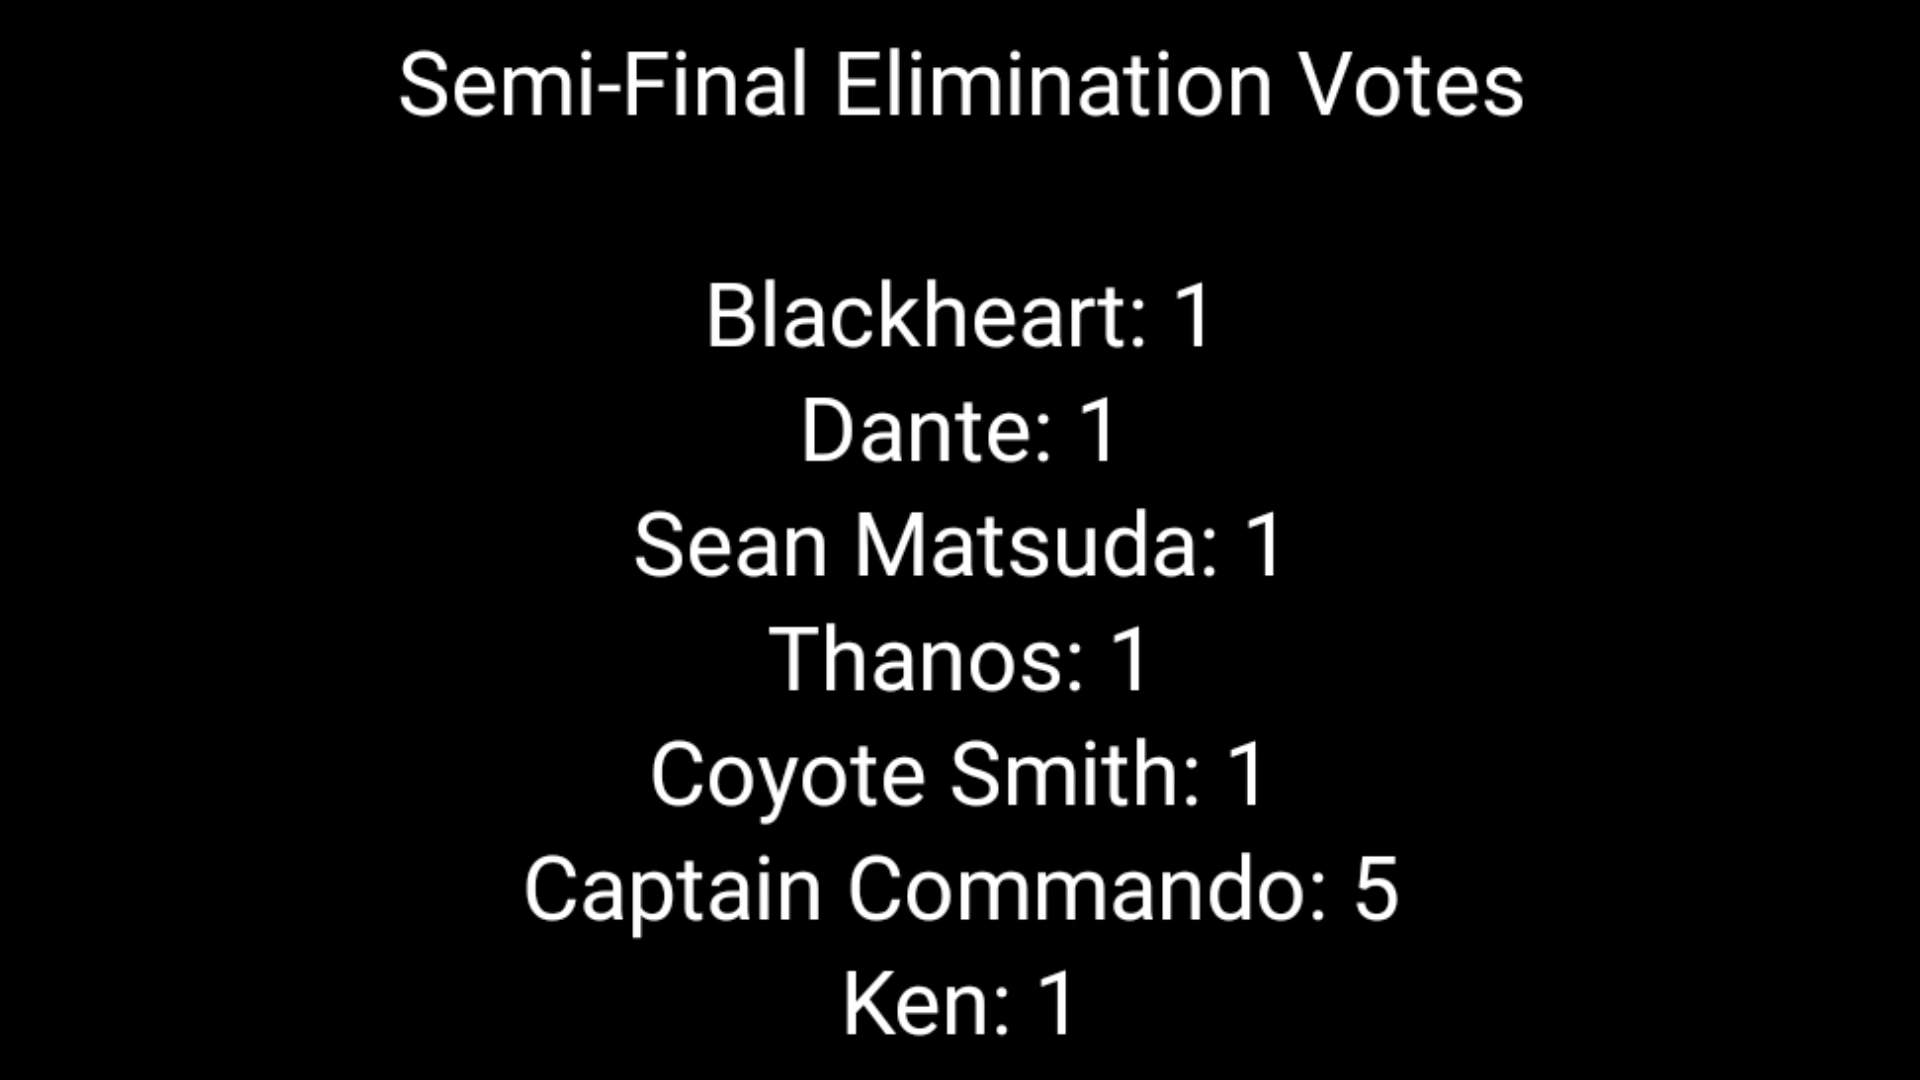 Semi-Final Elimination Votes
Blackheart: 1
Dante: 1
Sean Matsuda: 1
Thanos: 1
Coyote Smith: 1
Captain Commando: 5
Ken: 1